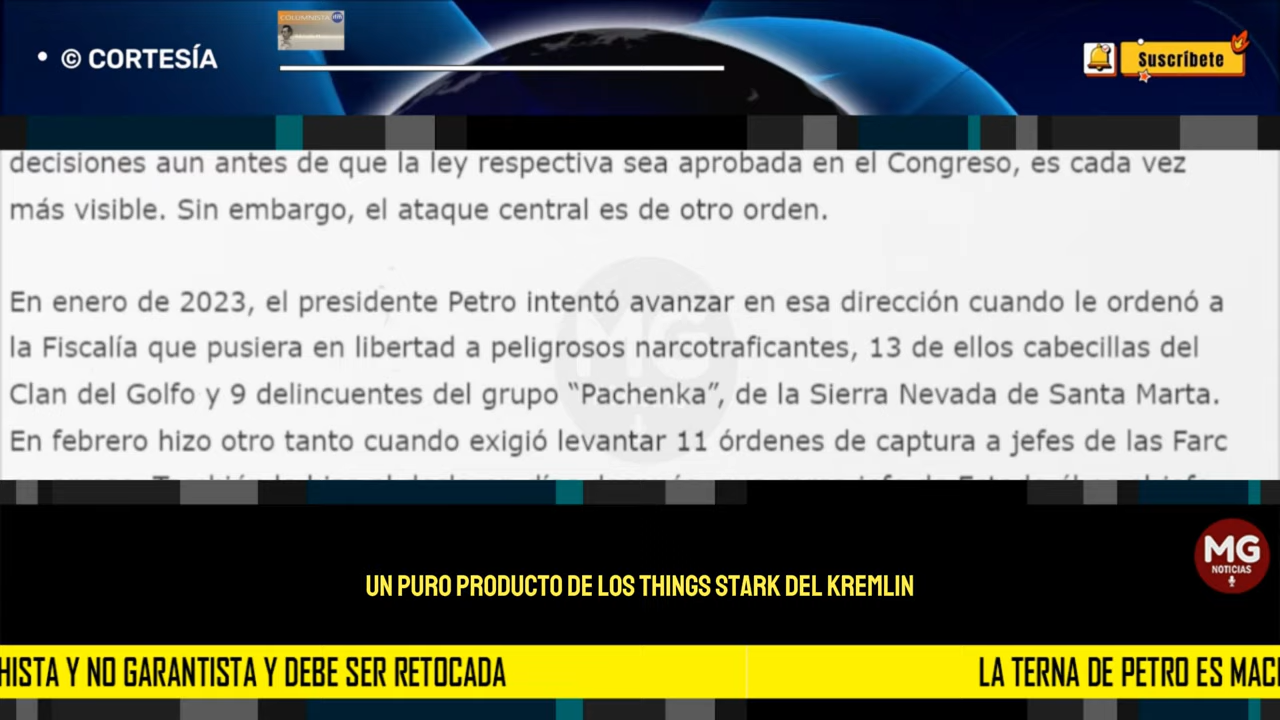 • © CORTESÍA
COLUMNISTA
Suscríbete
decisiones aun antes de que la ley respectiva sea aprobada en el Congreso, es cada vez
más visible. Sin embargo, el ataque central es de otro orden.
En enero de 2023, el presidente Petro intentó avanzar en esa dirección cuando le ordenó a
la Fiscalía que pusiera en libertad a peligrosos narcotraficantes, 13 de ellos cabecillas del
Clan del Golfo y 9 delincuentes del grupo “Pachenka”, de la Sierra Nevada de Santa Marta.
En febrero hizo otro tanto cuando exigió levantar 11 órdenes de captura a jefes de las Farc
MG
UN PURO PRODUCTO DE LOS THINGS STARK DEL KREMLIN
MG
NOTICIAS
HISTA Y NO GARANTISTA Y DEBE SER RETOCADA
LA TERNA DE PETRO ES MAC